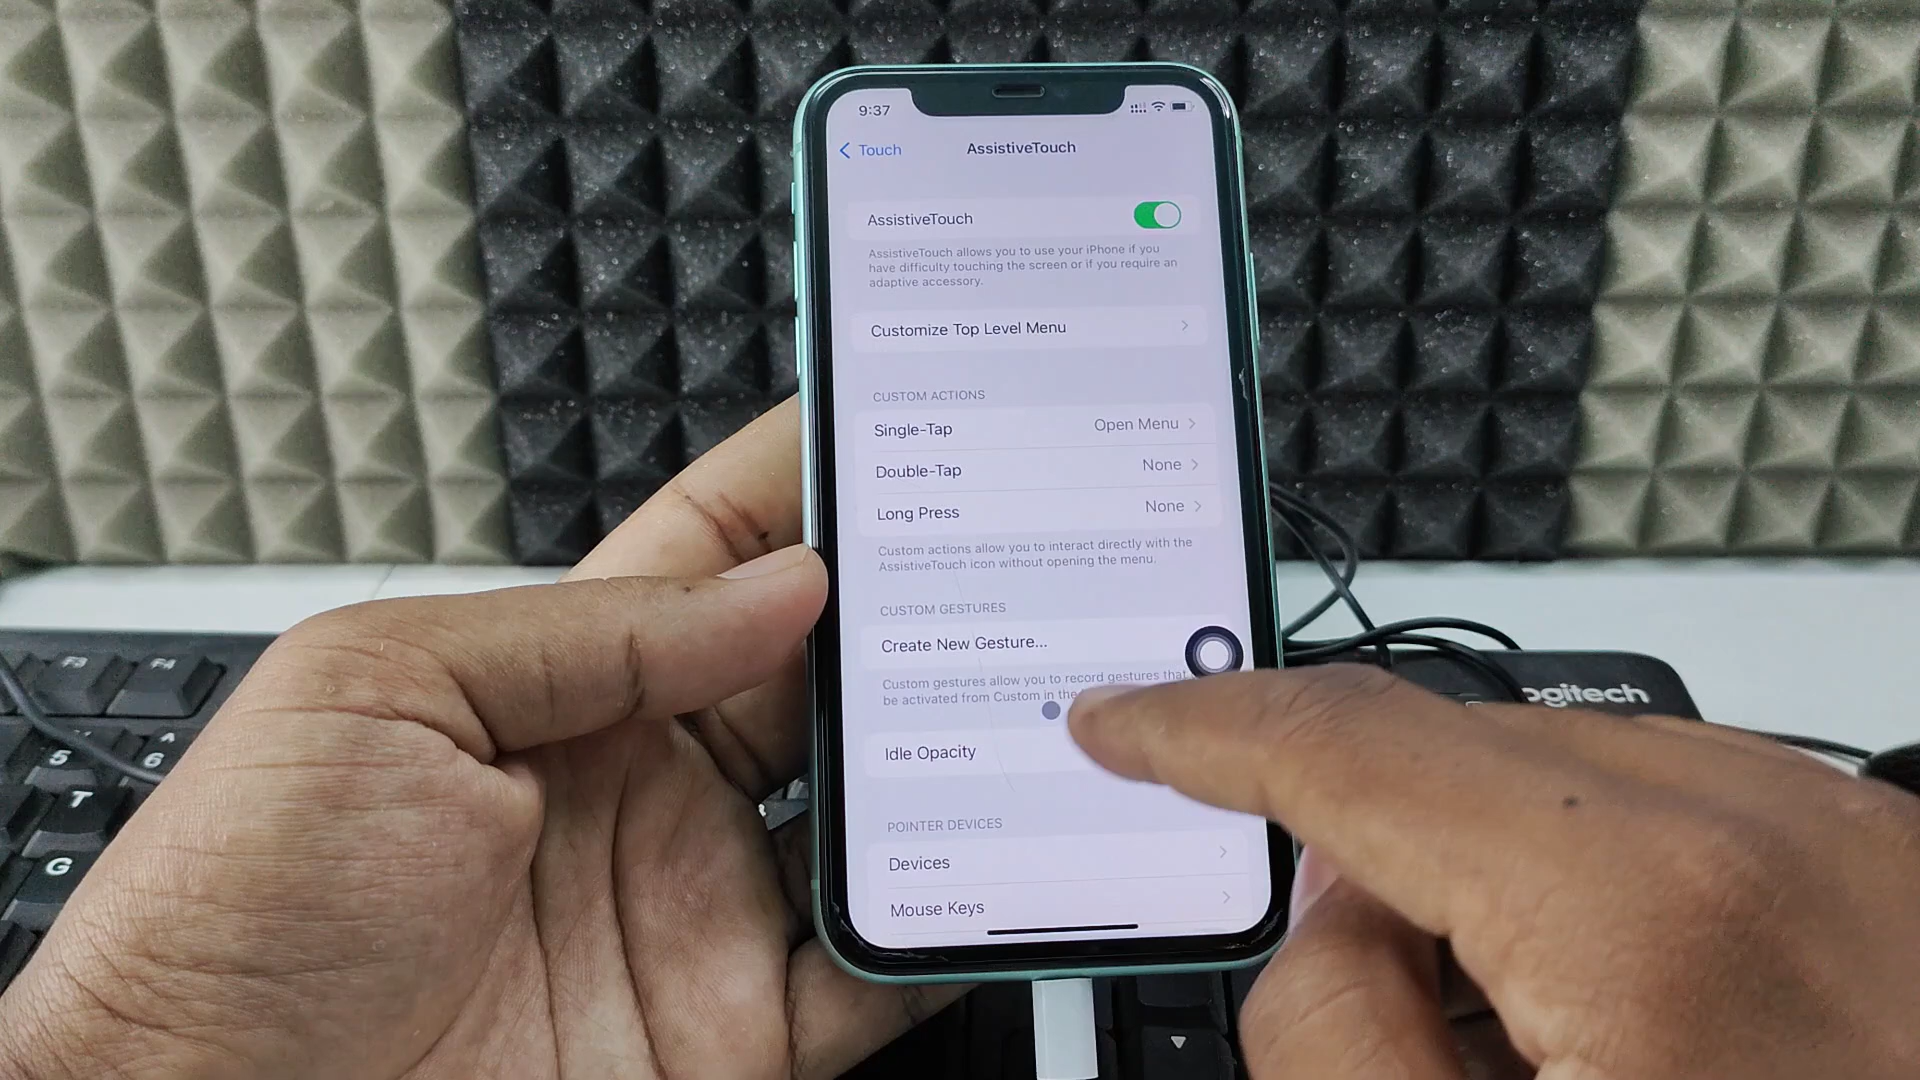 9:37
Touch
AssistiveTouch
AssistiveTouch
AssistiveTouch allows you to use your iPhone if you
have difficulty touching the screen or if you require an
adaptive accessory.
Customize Top Level Menu
CUSTOM ACTIONS
Single-Tap Open Menu
Double-Tap None
Long Press None
Custom actions allow you to interact directly with the
AssistiveTouch icon without opening the menu.
CUSTOM GESTURES
Create New Gesture...
Custom gestures allow you to record gestures that
be activated from Custom in the
Idle Opacity
POINTER DEVICES
Devices
Mouse Keys
ogitech
F3
F4
5
^
6
T
G